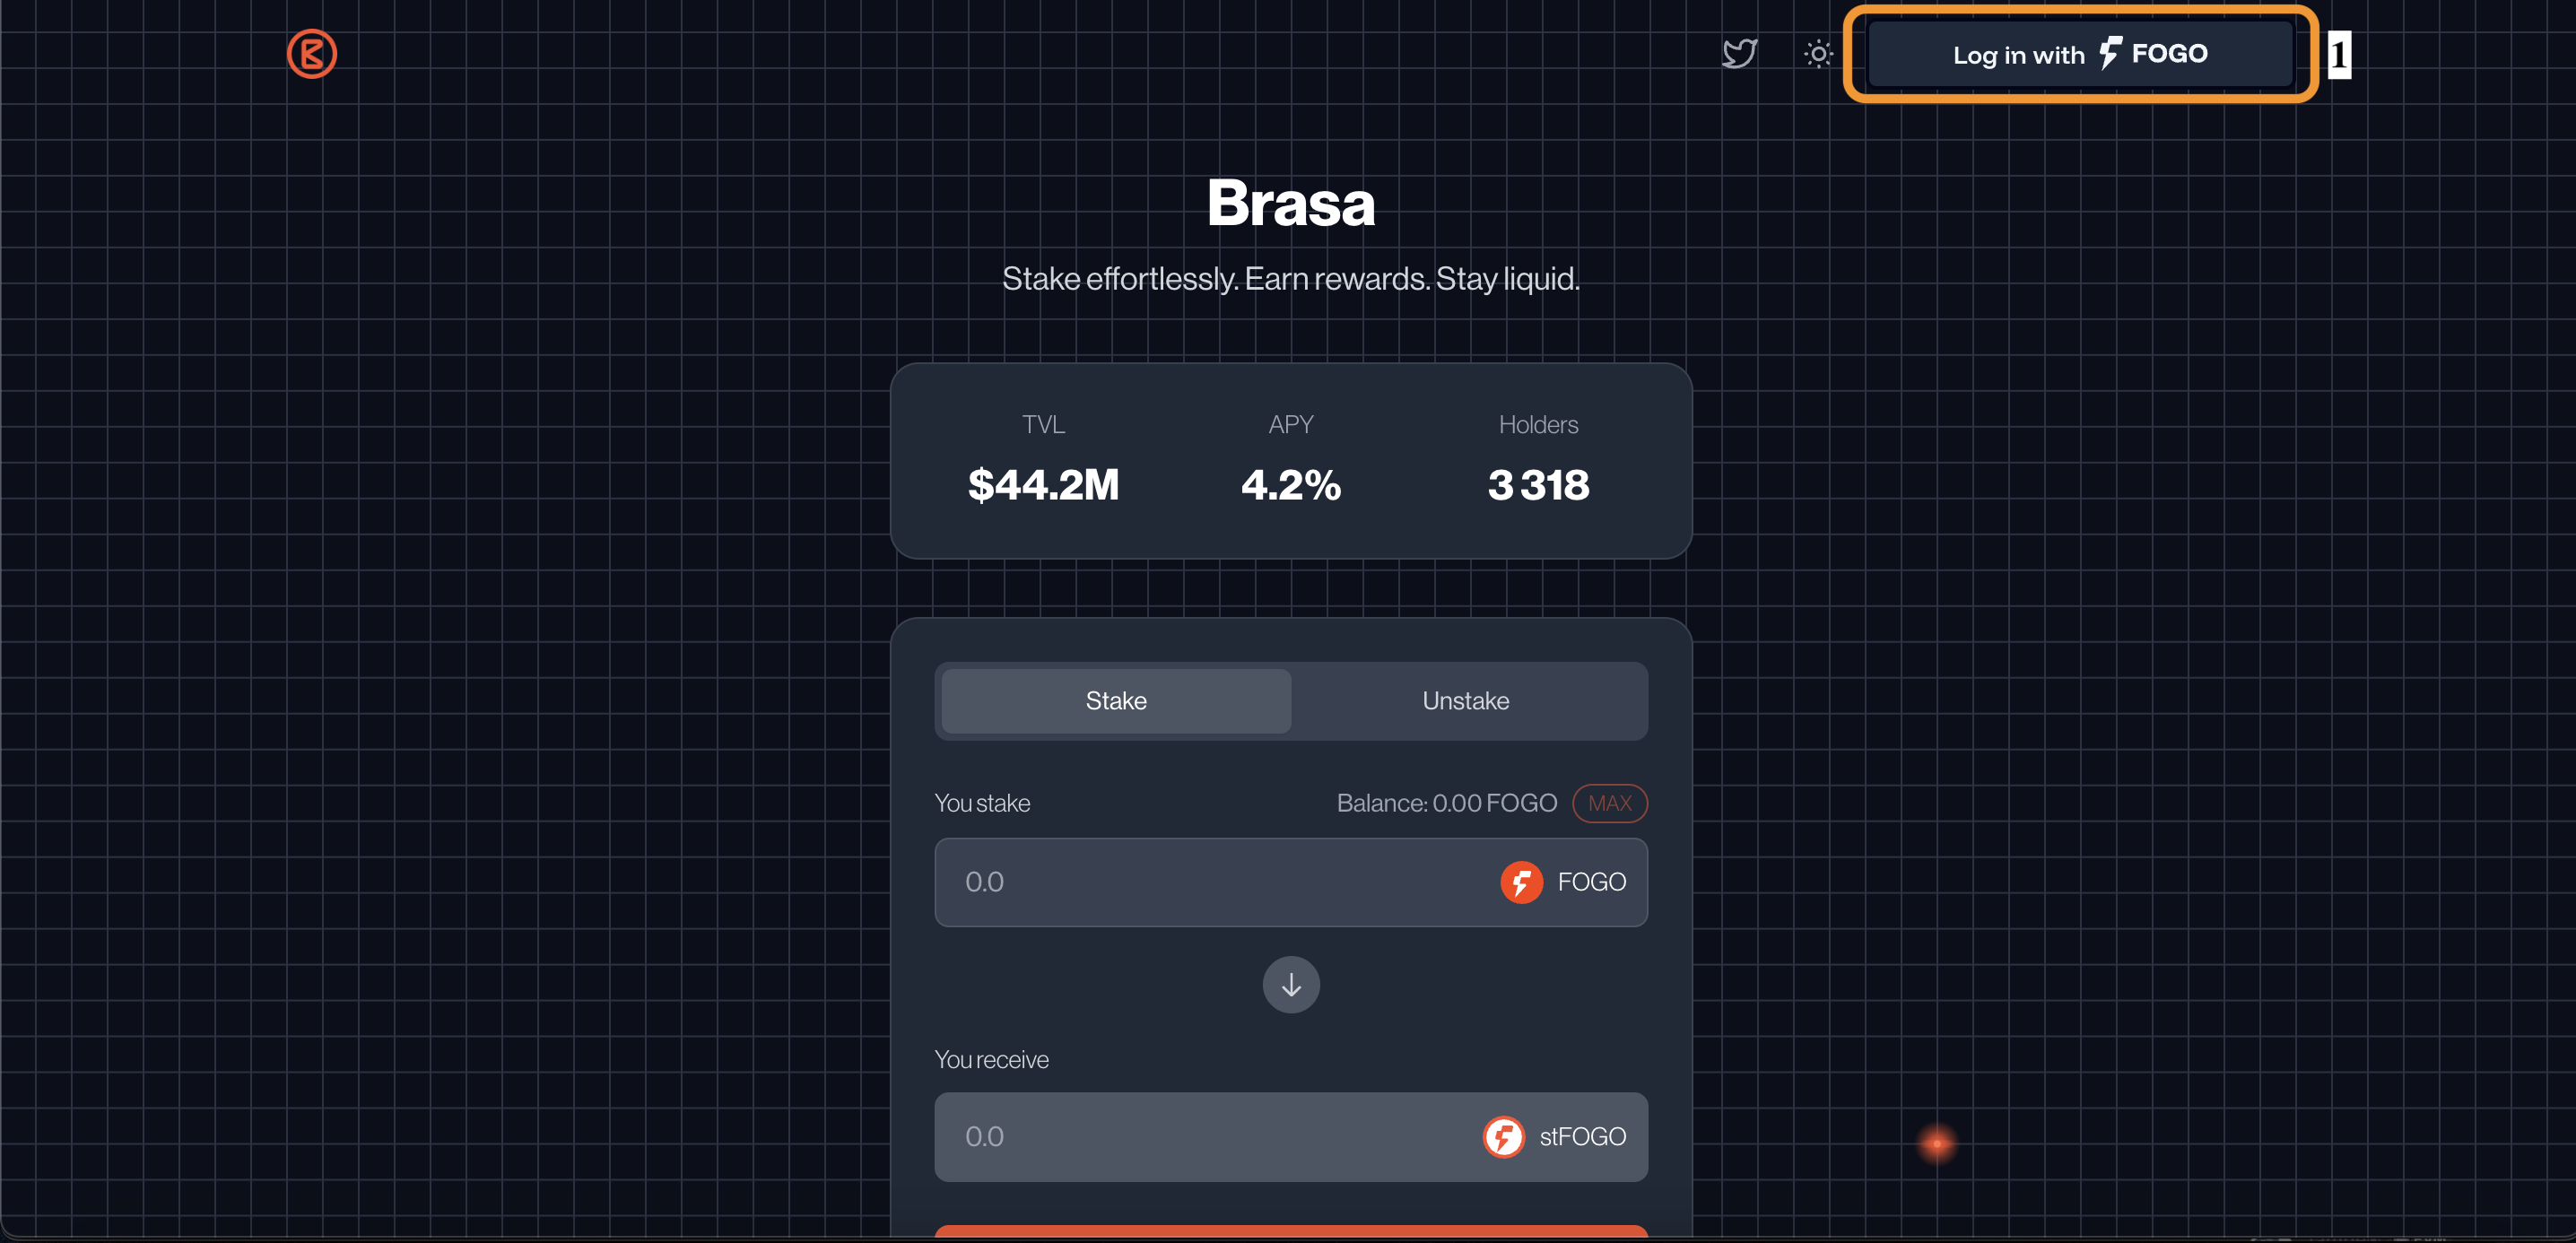 Log in with FOGO
1
Brasa
Stake effortlessly. Earn rewards. Stay liquid.
TVL
APY
Holders
$44.2M
4.2%
3 318
Stake
Unstake
You stake
Balance: 0.00 FOGO
MAX
0.0
FOGO
You receive
0.0
stFOGO